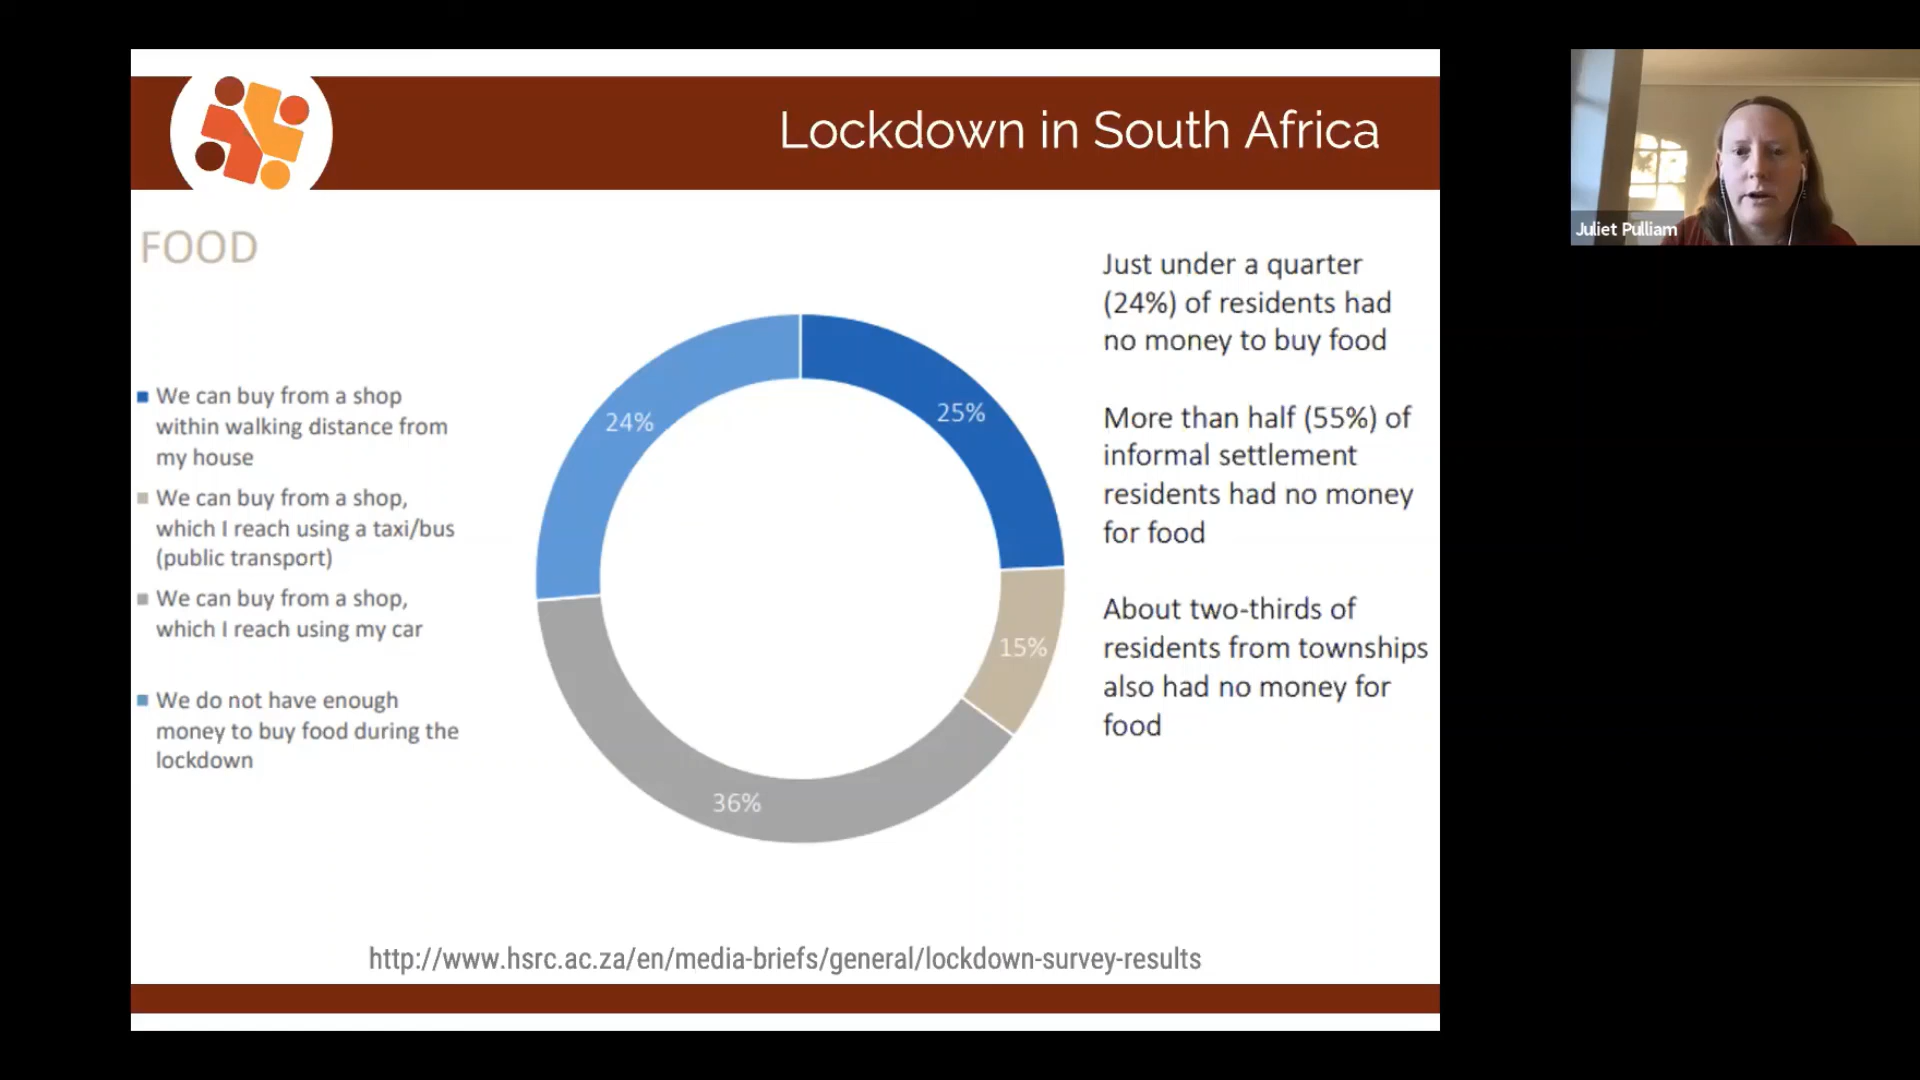 Lockdown in South Africa
FOOD
We can buy from a shop
within walking distance from
my house
We can buy from a shop,
which I reach using a taxi/bus
(public transport)
We can buy from a shop,
which I reach using my car
We do not have enough
money to buy food during the
lockdown
24%
25%
15%
36%
Just under a quarter
(24%) of residents had
no money to buy food
More than half (55%) of
informal settlement
residents had no money
for food
About two-thirds of
residents from townships
also had no money for
food
http://www.hsrc.ac.za/en/media-briefs/general/lockdown-survey-results
Juliet Pulliam